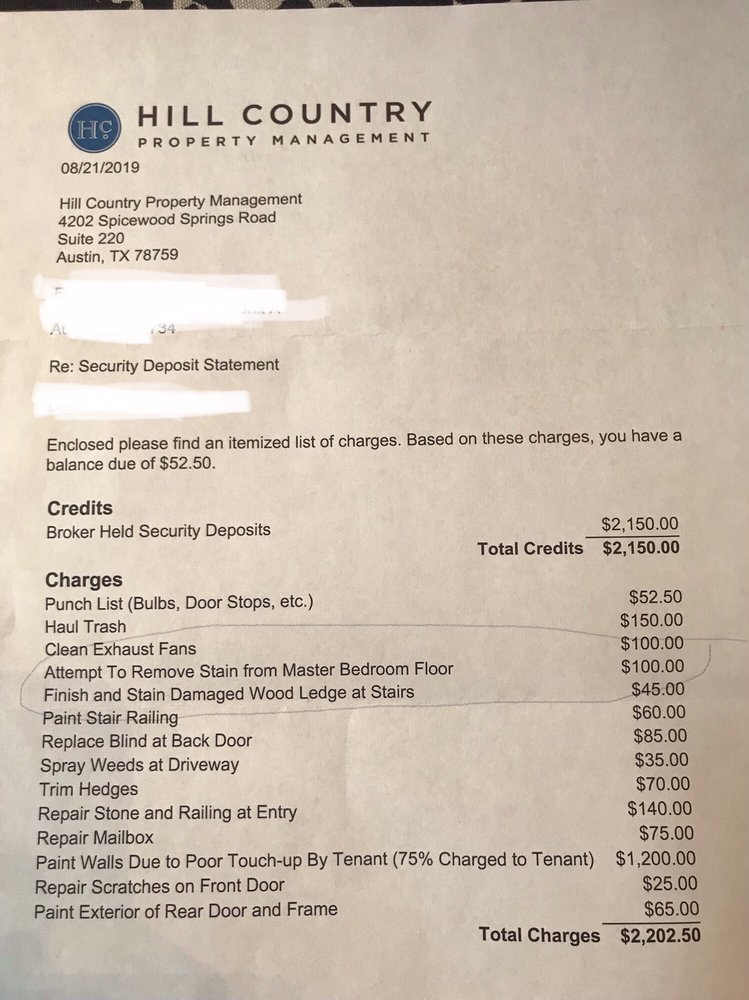 HC
HILL COUNTRY
PROPERTY MANAGEMENT
08/21/2019
Hill Country Property Management
4202 Spicewood Springs Road
Suite 220
Austin, TX 78759
34
Re: Security Deposit Statement
Enclosed please find an itemized list of charges. Based on these charges, you have a
balance due of $52.50.
Credits
Broker Held Security Deposits $2,150.00
Total Credits $2,150.00
Charges
Punch List (Bulbs, Door Stops, etc.) $52.50
Haul Trash $150.00
Clean Exhaust Fans $100.00
Attempt To Remove Stain from Master Bedroom Floor $100.00
Finish and Stain Damaged Wood Ledge at Stairs $45.00
Paint Stair Railing $60.00
Replace Blind at Back Door $85.00
Spray Weeds at Driveway $35.00
Trim Hedges $70.00
Repair Stone and Railing at Entry $140.00
Repair Mailbox $75.00
Paint Walls Due to Poor Touch-up By Tenant (75% Charged to Tenant) $1,200.00
Repair Scratches on Front Door $25.00
Paint Exterior of Rear Door and Frame $65.00
Total Charges $2,202.50